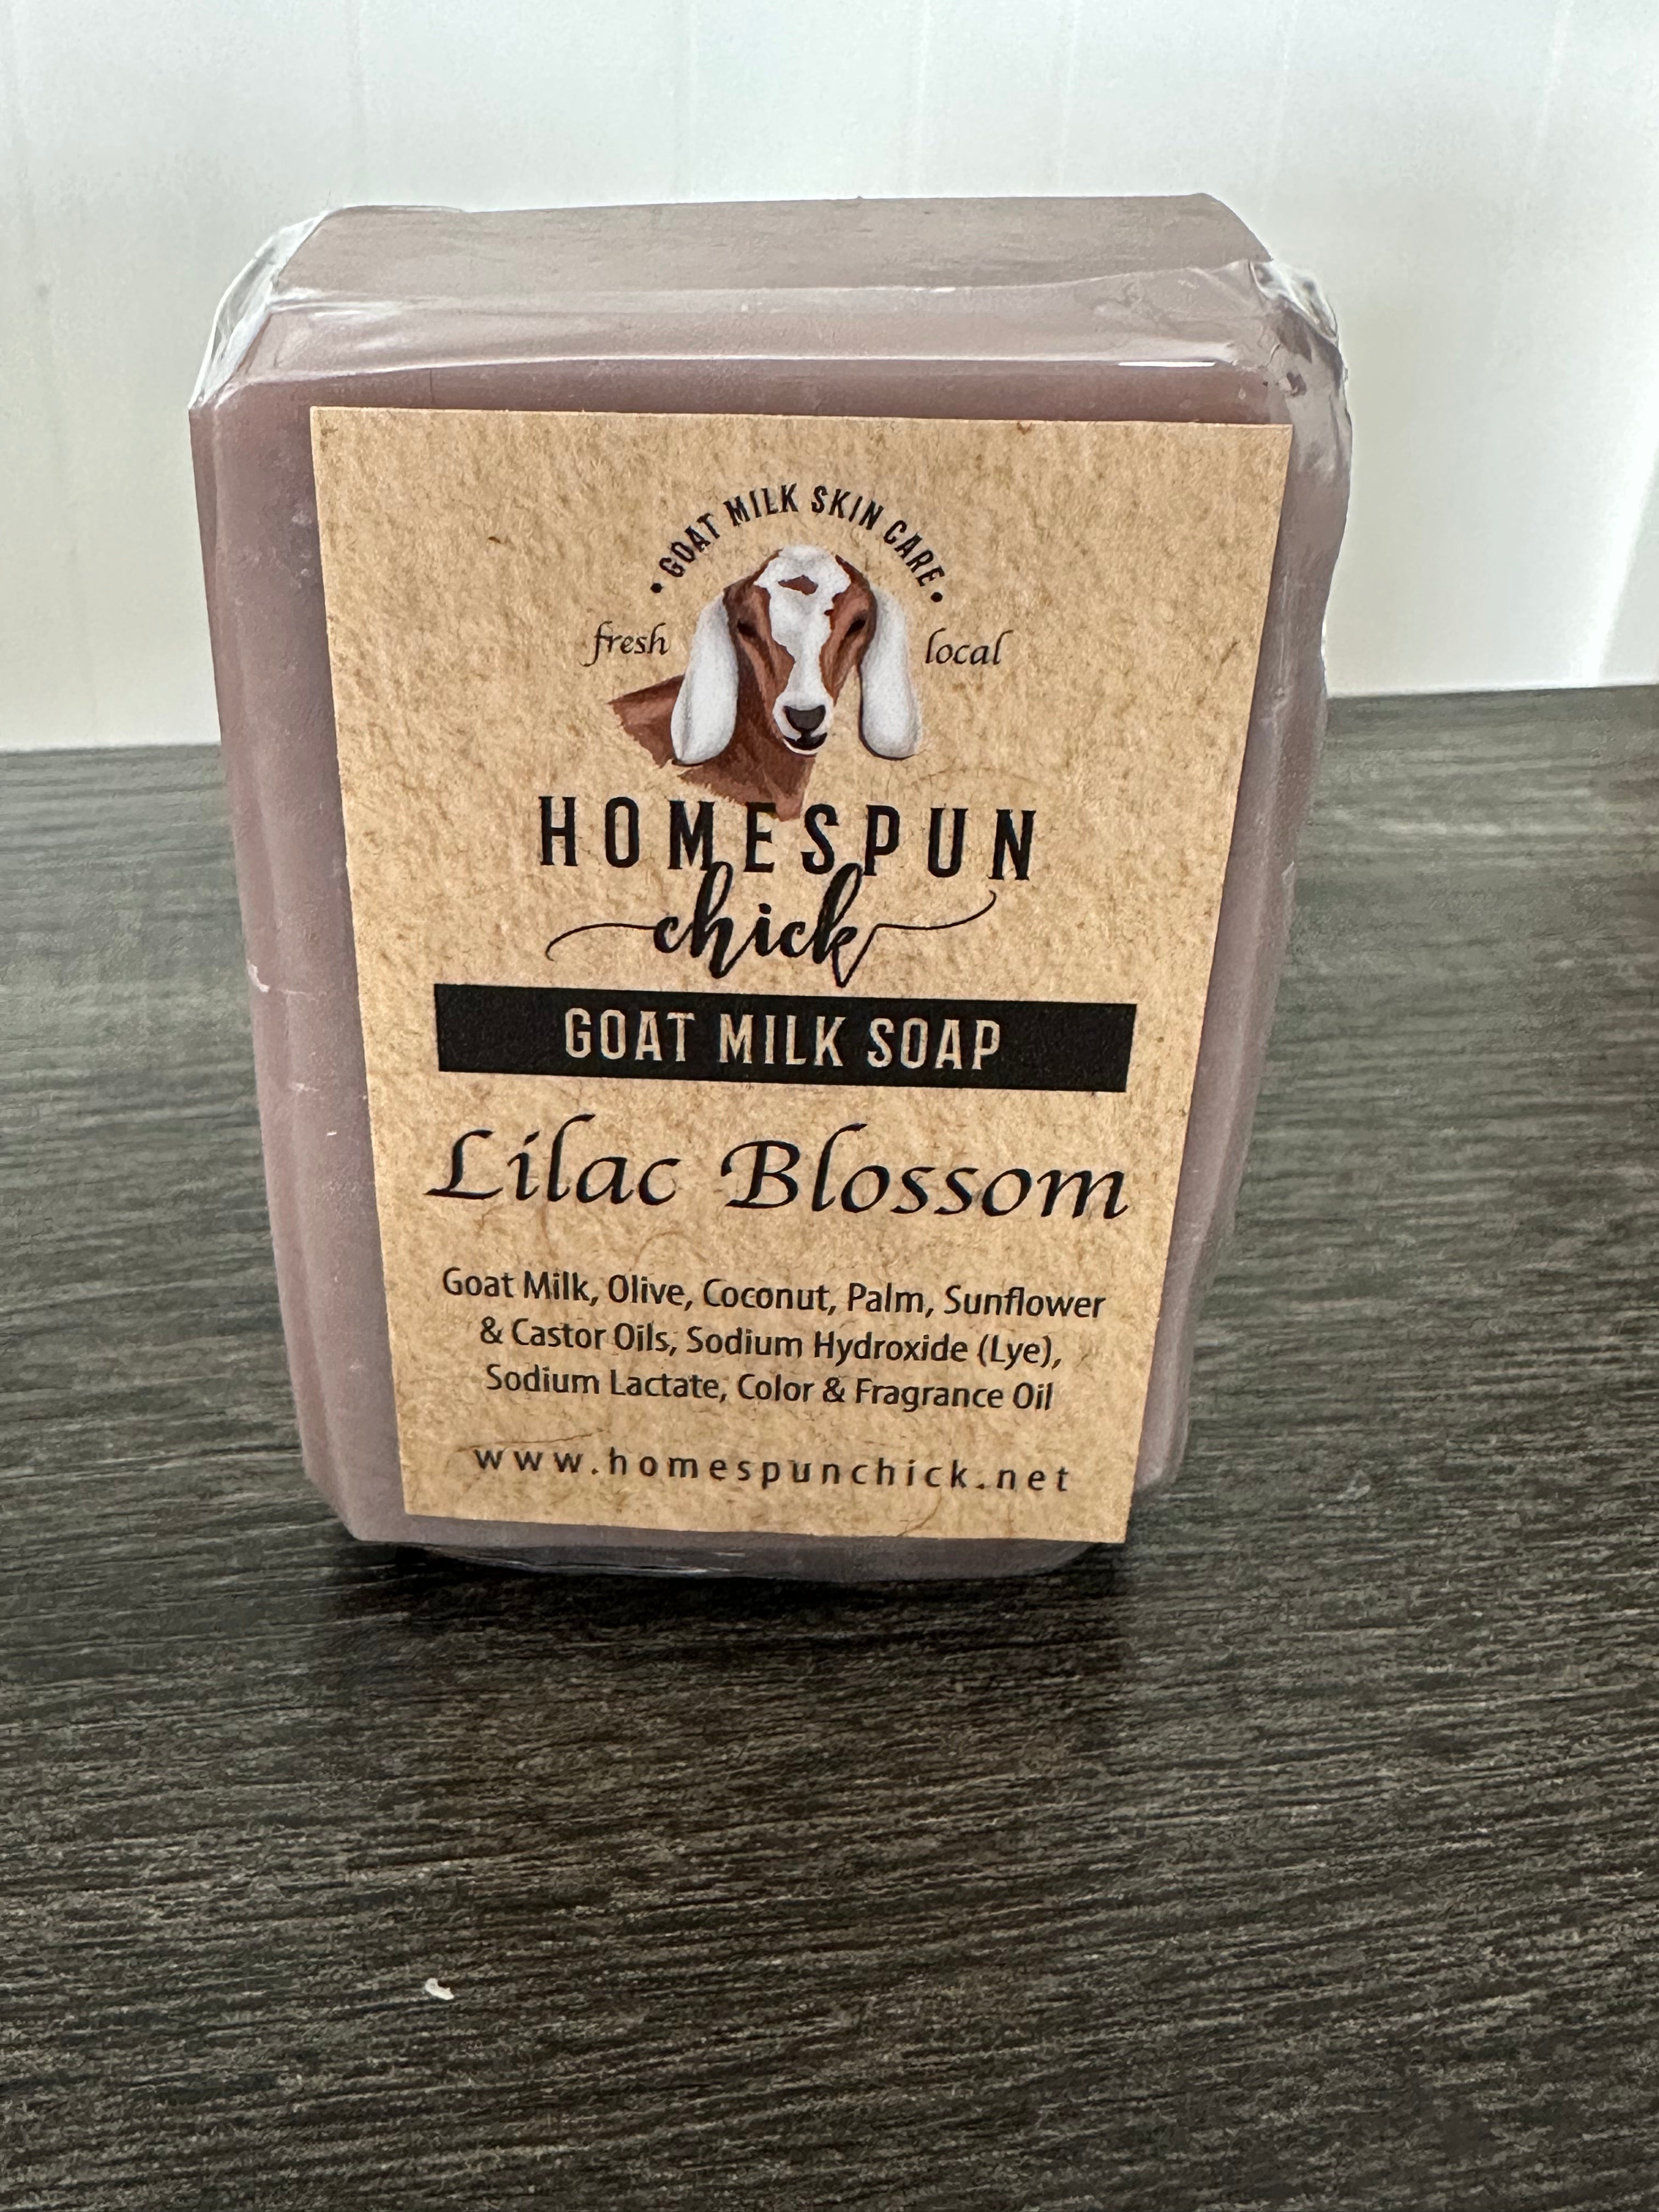 • GOAT MILK SKIN CARE •
fresh local
HOMESPUN
chick
GOAT MILK SOAP
Lilac Blossom
Goat Milk, Olive, Coconut, Palm, Sunflower
& Castor Oils, Sodium Hydroxide (Lye),
Sodium Lactate, Color & Fragrance Oil
www.homespunchick.net